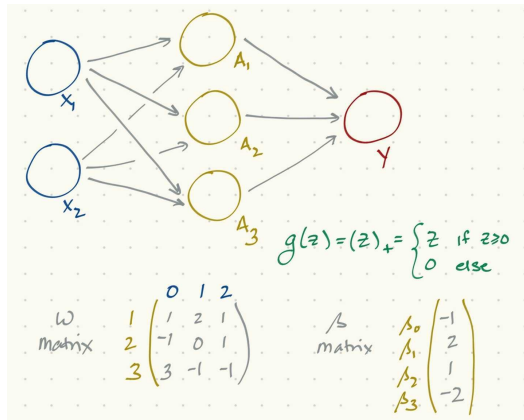 X₁
X₂
A₁
A₂
A₃
Y
g(z) = (z)₊ = { z if z≥0
0 else
0 1 2
W matrix
1 ( 1 2 1 )
2 ( -1 0 1 )
3 ( 3 -1 -1 )
β matrix
β₀ ( -1 )
β₁ ( 2 )
β₂ ( 1 )
β₃ ( -2 )